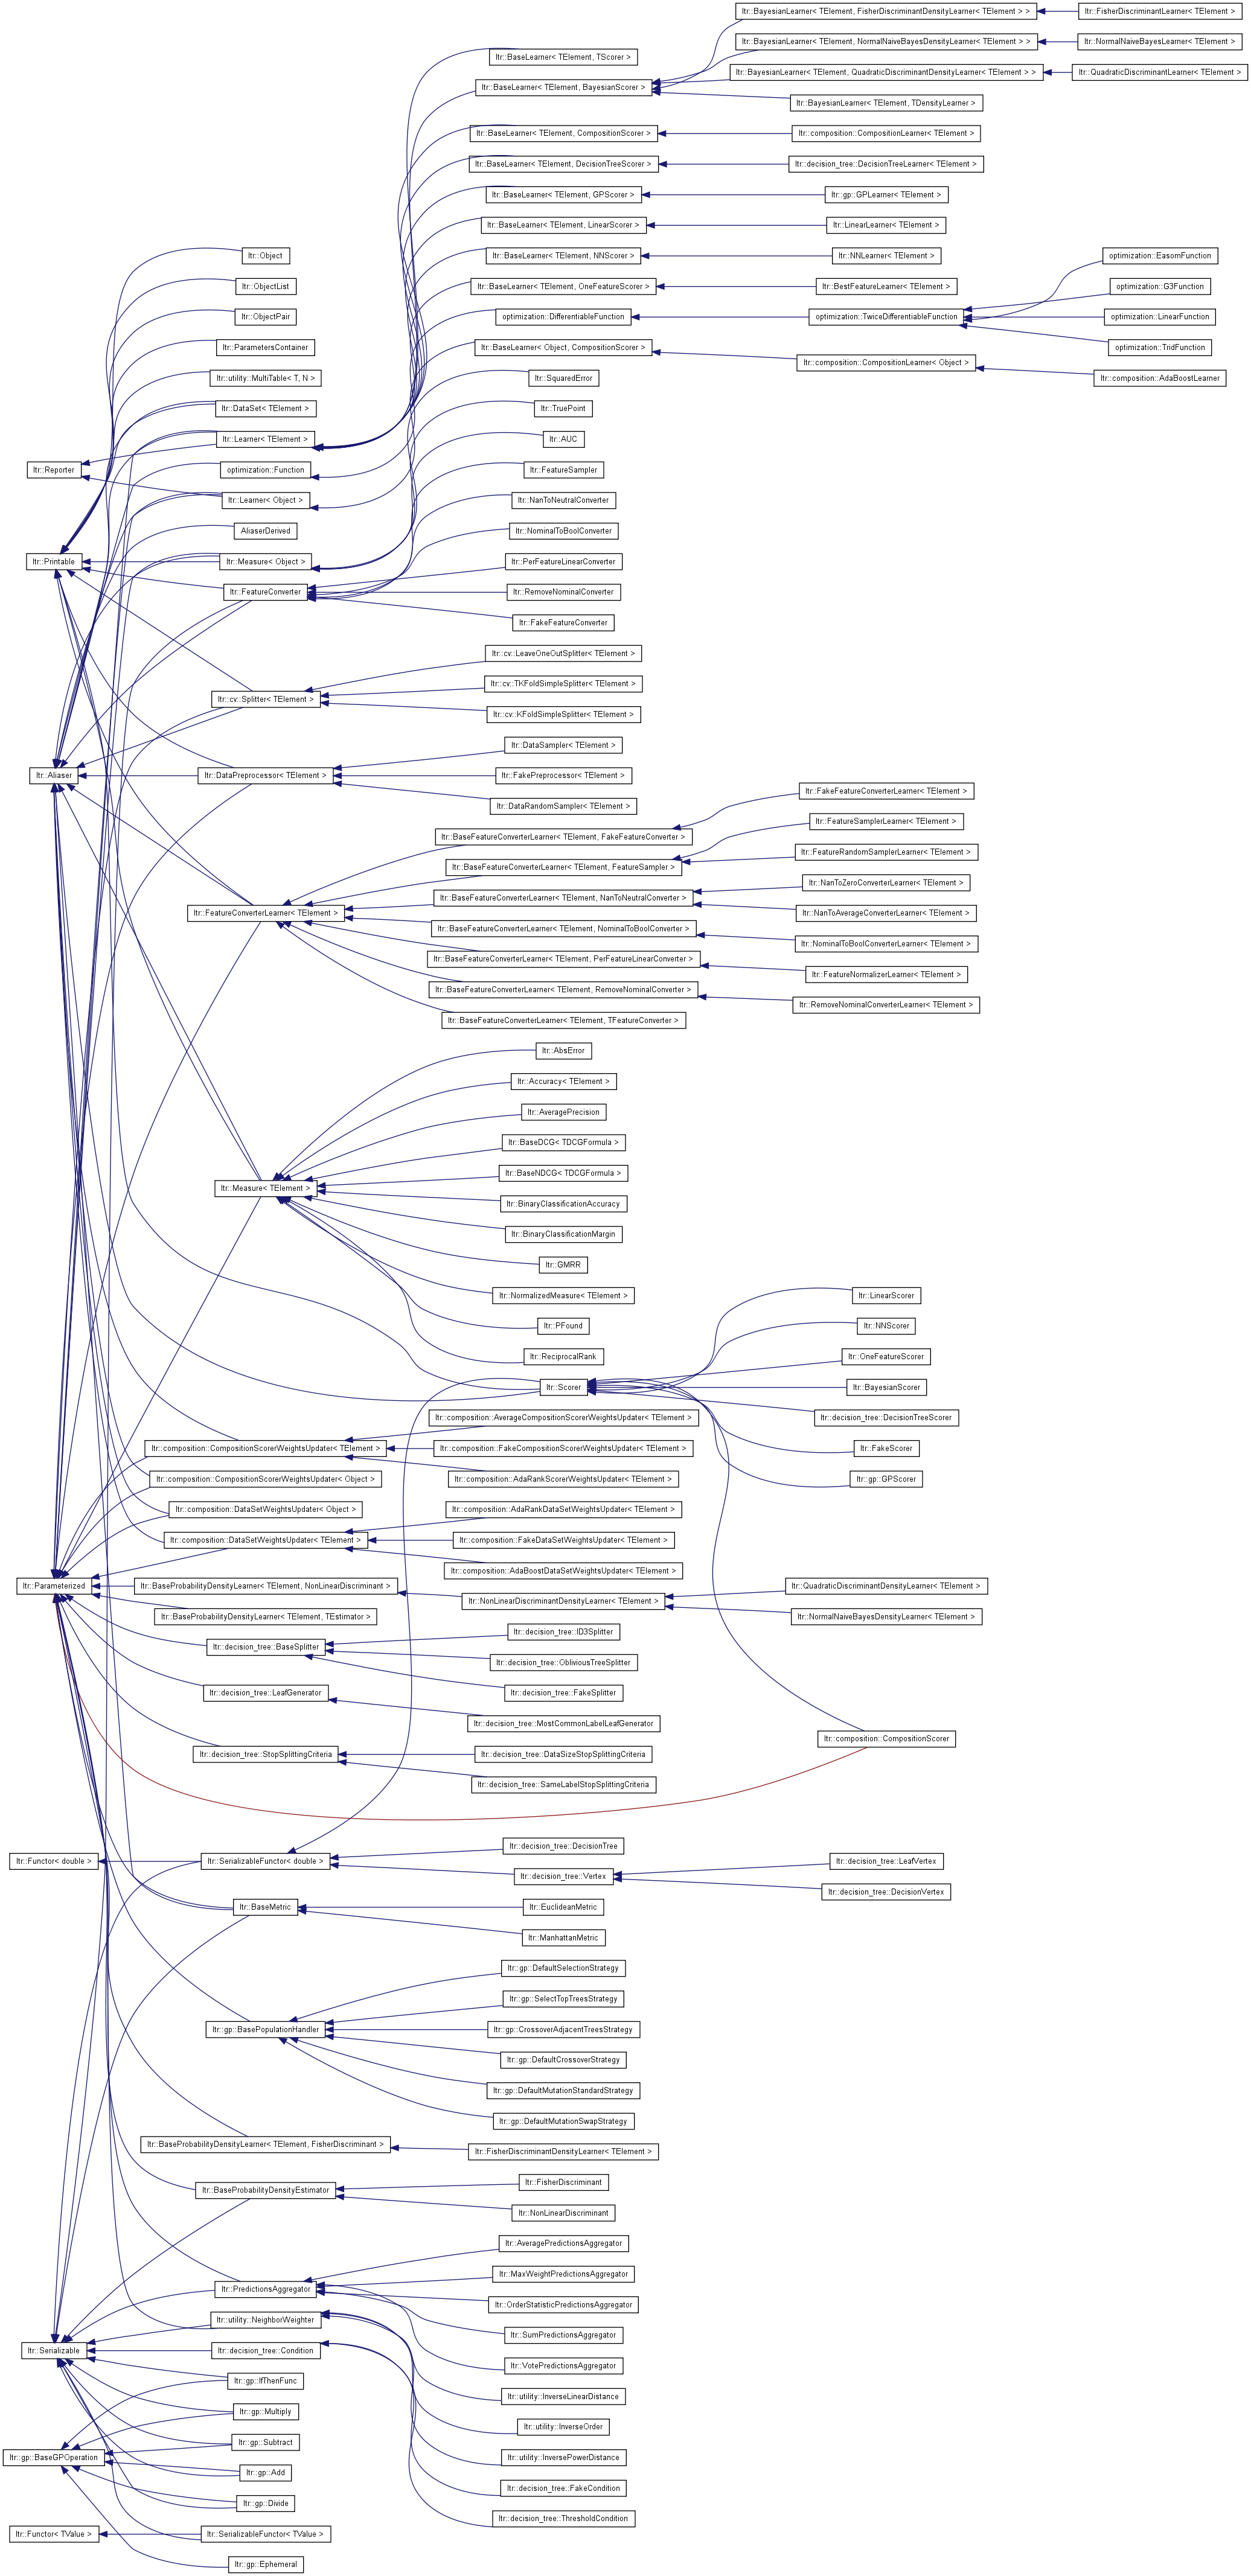 ltr::BayesianLearner< TElement, FisherDiscriminantDensityLearner< TElement > >
ltr::FisherDiscriminantLearner< TElement >
ltr::BayesianLearner< TElement, NormalNaiveBayesDensityLearner< TElement > >
ltr::NormalNaiveBayesLearner< TElement >
ltr::BaseLearner< TElement, TScorer >
ltr::BayesianLearner< TElement, QuadraticDiscriminantDensityLearner< TElement > >
ltr::QuadraticDiscriminantLearner< TElement >
ltr::BaseLearner< TElement, BayesianScorer >
ltr::BayesianLearner< TElement, TDensityLearner >
ltr::BaseLearner< TElement, CompositionScorer >
ltr::composition::CompositionLearner< TElement >
ltr::BaseLearner< TElement, DecisionTreeScorer >
ltr::decision_tree::DecisionTreeLearner< TElement >
ltr::BaseLearner< TElement, GPScorer >
ltr::gp::GPLearner< TElement >
ltr::BaseLearner< TElement, LinearScorer >
ltr::LinearLearner< TElement >
ltr::Object
ltr::BaseLearner< TElement, NNScorer >
ltr::NNLearner< TElement >
optimization::EasomFunction
ltr::ObjectList
ltr::BaseLearner< TElement, OneFeatureScorer >
ltr::BestFeatureLearner< TElement >
optimization::G3Function
ltr::ObjectPair
optimization::DifferentiableFunction
optimization::TwiceDifferentiableFunction
optimization::LinearFunction
ltr::ParametersContainer
ltr::BaseLearner< Object, CompositionScorer >
optimization::TridFunction
ltr::composition::CompositionLearner< Object >
ltr::utility::MultiTable< T, N >
ltr::SquaredError
ltr::composition::AdaBoostLearner
ltr::DataSet< TElement >
ltr::TruePoint
ltr::Learner< TElement >
ltr::AUC
ltr::Reporter
optimization::Function
ltr::FeatureSampler
ltr::Learner< Object >
ltr::NanToNeutralConverter
AliaserDerived
ltr::NominalToBoolConverter
ltr::Printable
ltr::Measure< Object >
ltr::PerFeatureLinearConverter
ltr::FeatureConverter
ltr::RemoveNominalConverter
ltr::FakeFeatureConverter
ltr::cv::LeaveOneOutSplitter< TElement >
ltr::cv::TKFoldSimpleSplitter< TElement >
ltr::cv::Splitter< TElement >
ltr::cv::KFoldSimpleSplitter< TElement >
ltr::DataSampler< TElement >
ltr::Aliaser
ltr::DataPreprocessor< TElement >
ltr::FakePreprocessor< TElement >
ltr::FakeFeatureConverterLearner< TElement >
ltr::DataRandomSampler< TElement >
ltr::FeatureSamplerLearner< TElement >
ltr::BaseFeatureConverterLearner< TElement, FakeFeatureConverter >
ltr::FeatureRandomSamplerLearner< TElement >
ltr::BaseFeatureConverterLearner< TElement, FeatureSampler >
ltr::NanToZeroConverterLearner< TElement >
ltr::BaseFeatureConverterLearner< TElement, NanToNeutralConverter >
ltr::FeatureConverterLearner< TElement >
ltr::NanToAverageConverterLearner< TElement >
ltr::BaseFeatureConverterLearner< TElement, NominalToBoolConverter >
ltr::NominalToBoolConverterLearner< TElement >
ltr::BaseFeatureConverterLearner< TElement, PerFeatureLinearConverter >
ltr::FeatureNormalizerLearner< TElement >
ltr::BaseFeatureConverterLearner< TElement, RemoveNominalConverter >
ltr::RemoveNominalConverterLearner< TElement >
ltr::BaseFeatureConverterLearner< TElement, TFeatureConverter >
ltr::AbsError
ltr::Accuracy< TElement >
ltr::AveragePrecision
ltr::BaseDCG< TDCGFormula >
ltr::BaseNDCG< TDCGFormula >
ltr::Measure< TElement >
ltr::BinaryClassificationAccuracy
ltr::BinaryClassificationMargin
ltr::GMRR
ltr::NormalizedMeasure< TElement >
ltr::LinearScorer
ltr::PFound
ltr::NNScorer
ltr::ReciprocalRank
ltr::OneFeatureScorer
ltr::Scorer
ltr::BayesianScorer
ltr::composition::AverageCompositionScorerWeightsUpdater< TElement >
ltr::decision_tree::DecisionTreeScorer
ltr::composition::CompositionScorerWeightsUpdater< TElement >
ltr::composition::FakeCompositionScorerWeightsUpdater< TElement >
ltr::FakeScorer
ltr::composition::CompositionScorerWeightsUpdater< Object >
ltr::composition::AdaRankScorerWeightsUpdater< TElement >
ltr::gp::GPScorer
ltr::composition::DataSetWeightsUpdater< Object >
ltr::composition::AdaRankDataSetWeightsUpdater< TElement >
ltr::composition::DataSetWeightsUpdater< TElement >
ltr::composition::FakeDataSetWeightsUpdater< TElement >
ltr::composition::AdaBoostDataSetWeightsUpdater< TElement >
ltr::Parameterized
ltr::BaseProbabilityDensityLearner< TElement, NonLinearDiscriminant >
ltr::QuadraticDiscriminantDensityLearner< TElement >
ltr::NonLinearDiscriminantDensityLearner< TElement >
ltr::BaseProbabilityDensityLearner< TElement, TEstimator >
ltr::NormalNaiveBayesDensityLearner< TElement >
ltr::decision_tree::ID3Splitter
ltr::decision_tree::BaseSplitter
ltr::decision_tree::ObliviousTreeSplitter
ltr::decision_tree::LeafGenerator
ltr::decision_tree::FakeSplitter
ltr::decision_tree::MostCommonLabelLeafGenerator
ltr::composition::CompositionScorer
ltr::decision_tree::StopSplittingCriteria
ltr::decision_tree::DataSizeStopSplittingCriteria
ltr::decision_tree::SameLabelStopSplittingCriteria
ltr::decision_tree::DecisionTree
ltr::Functor< double >
ltr::SerializableFunctor< double >
ltr::decision_tree::LeafVertex
ltr::decision_tree::Vertex
ltr::decision_tree::DecisionVertex
ltr::BaseMetric
ltr::EuclideanMetric
ltr::ManhattanMetric
ltr::gp::DefaultSelectionStrategy
ltr::gp::SelectTopTreesStrategy
ltr::gp::BasePopulationHandler
ltr::gp::CrossoverAdjacentTreesStrategy
ltr::gp::DefaultCrossoverStrategy
ltr::gp::DefaultMutationStandardStrategy
ltr::gp::DefaultMutationSwapStrategy
ltr::BaseProbabilityDensityLearner< TElement, FisherDiscriminant >
ltr::FisherDiscriminantDensityLearner< TElement >
ltr::FisherDiscriminant
ltr::BaseProbabilityDensityEstimator
ltr::NonLinearDiscriminant
ltr::AveragePredictionsAggregator
ltr::MaxWeightPredictionsAggregator
ltr::PredictionsAggregator
ltr::OrderStatisticPredictionsAggregator
ltr::utility::NeighborWeighter
ltr::SumPredictionsAggregator
ltr::Serializable
ltr::decision_tree::Condition
ltr::VotePredictionsAggregator
ltr::gp::IfThenFunc
ltr::utility::InverseLinearDistance
ltr::gp::Multiply
ltr::utility::InverseOrder
ltr::gp::Subtract
ltr::gp::BaseGPOperation
ltr::utility::InversePowerDistance
ltr::gp::Add
ltr::decision_tree::FakeCondition
ltr::gp::Divide
ltr::decision_tree::ThresholdCondition
ltr::Functor< TValue >
ltr::SerializableFunctor< TValue >
ltr::gp::Ephemeral